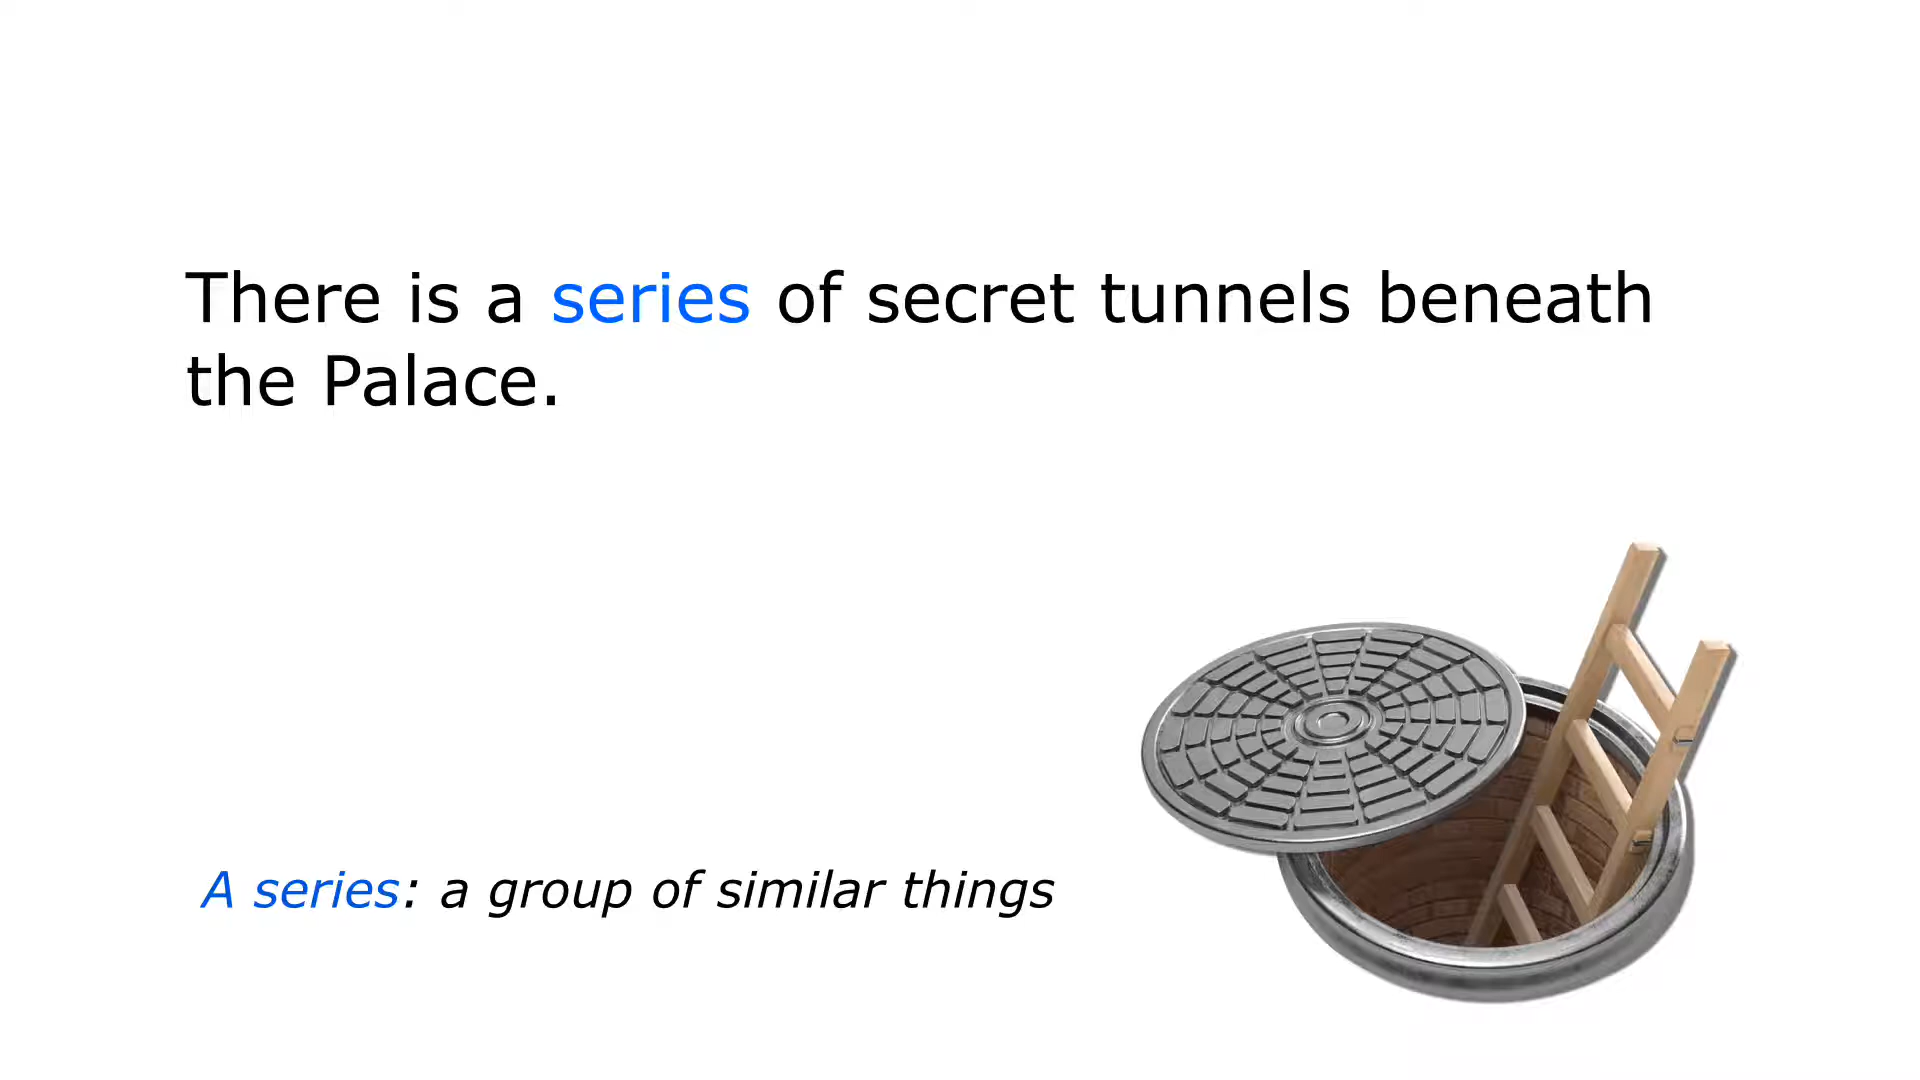 There is a series of secret tunnels beneath
the Palace.
A series: a group of similar things